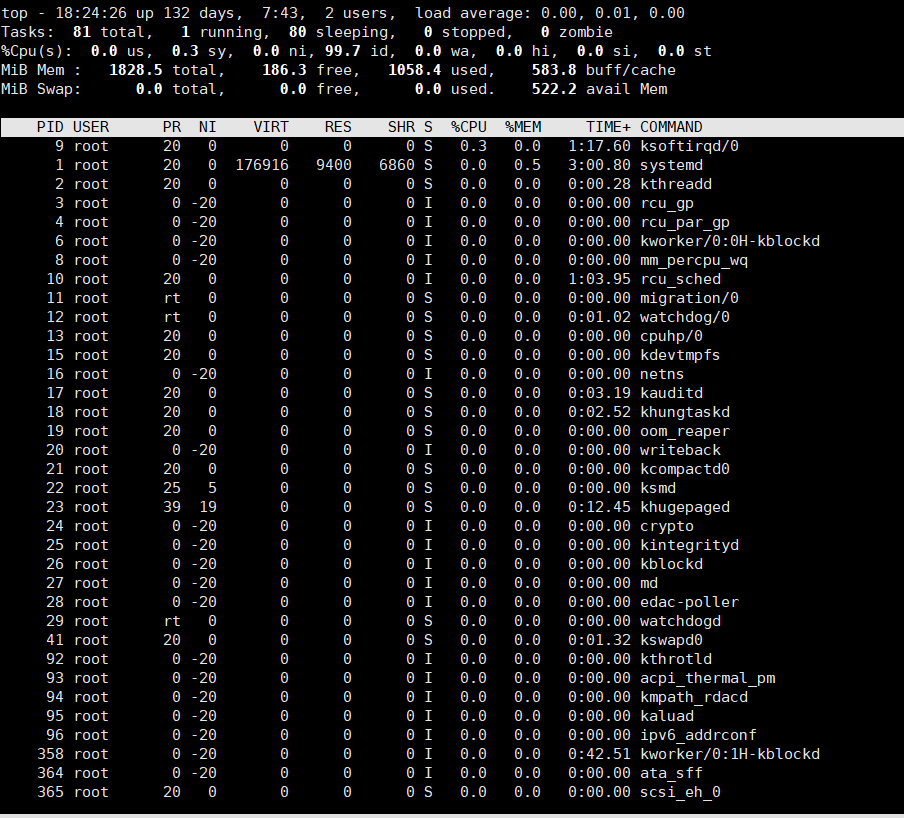 top - 18:24:26 up 132 days,  7:43,  2 users,  load average: 0.00, 0.01, 0.00
Tasks:  81 total,   1 running,  80 sleeping,   0 stopped,   0 zombie
%Cpu(s):  0.0 us,  0.3 sy,  0.0 ni, 99.7 id,  0.0 wa,  0.0 hi,  0.0 si,  0.0 st
MiB Mem :   1828.5 total,    186.3 free,   1058.4 used,    583.8 buff/cache
MiB Swap:      0.0 total,      0.0 free,      0.0 used.    522.2 avail Mem
PID USER      PR  NI    VIRT    RES    SHR S  %CPU  %MEM     TIME+ COMMAND
9 root      20   0       0      0      0 S   0.3   0.0   1:17.60 ksoftirqd/0
1 root      20   0  176916   9400   6860 S   0.0   0.5   3:00.80 systemd
2 root      20   0       0      0      0 S   0.0   0.0   0:00.28 kthreadd
3 root       0 -20       0      0      0 I   0.0   0.0   0:00.00 rcu_gp
4 root       0 -20       0      0      0 I   0.0   0.0   0:00.00 rcu_par_gp
6 root       0 -20       0      0      0 I   0.0   0.0   0:00.00 kworker/0:0H-kblockd
8 root       0 -20       0      0      0 I   0.0   0.0   0:00.00 mm_percpu_wq
10 root      20   0       0      0      0 I   0.0   0.0   1:03.95 rcu_sched
11 root      rt   0       0      0      0 S   0.0   0.0   0:00.00 migration/0
12 root      rt   0       0      0      0 S   0.0   0.0   0:01.02 watchdog/0
13 root      20   0       0      0      0 S   0.0   0.0   0:00.00 cpuhp/0
15 root      20   0       0      0      0 S   0.0   0.0   0:00.00 kdevtmpfs
16 root       0 -20       0      0      0 I   0.0   0.0   0:00.00 netns
17 root      20   0       0      0      0 S   0.0   0.0   0:03.19 kauditd
18 root      20   0       0      0      0 S   0.0   0.0   0:02.52 khungtaskd
19 root      20   0       0      0      0 S   0.0   0.0   0:00.00 oom_reaper
20 root       0 -20       0      0      0 I   0.0   0.0   0:00.00 writeback
21 root      20   0       0      0      0 S   0.0   0.0   0:00.00 kcompactd0
22 root      25   5       0      0      0 S   0.0   0.0   0:00.00 ksmd
23 root      39  19       0      0      0 S   0.0   0.0   0:12.45 khugepaged
24 root       0 -20       0      0      0 I   0.0   0.0   0:00.00 crypto
25 root       0 -20       0      0      0 I   0.0   0.0   0:00.00 kintegrityd
26 root       0 -20       0      0      0 I   0.0   0.0   0:00.00 kblockd
27 root       0 -20       0      0      0 I   0.0   0.0   0:00.00 md
28 root       0 -20       0      0      0 I   0.0   0.0   0:00.00 edac-poller
29 root      rt   0       0      0      0 S   0.0   0.0   0:00.00 watchdogd
41 root      20   0       0      0      0 S   0.0   0.0   0:01.32 kswapd0
92 root       0 -20       0      0      0 I   0.0   0.0   0:00.00 kthrotld
93 root       0 -20       0      0      0 I   0.0   0.0   0:00.00 acpi_thermal_pm
94 root       0 -20       0      0      0 I   0.0   0.0   0:00.00 kmpath_rdacd
95 root       0 -20       0      0      0 I   0.0   0.0   0:00.00 kaluad
96 root       0 -20       0      0      0 I   0.0   0.0   0:00.00 ipv6_addrconf
358 root       0 -20       0      0      0 I   0.0   0.0   0:42.51 kworker/0:1H-kblockd
364 root       0 -20       0      0      0 I   0.0   0.0   0:00.00 ata_sff
365 root      20   0       0      0      0 S   0.0   0.0   0:00.00 scsi_eh_0